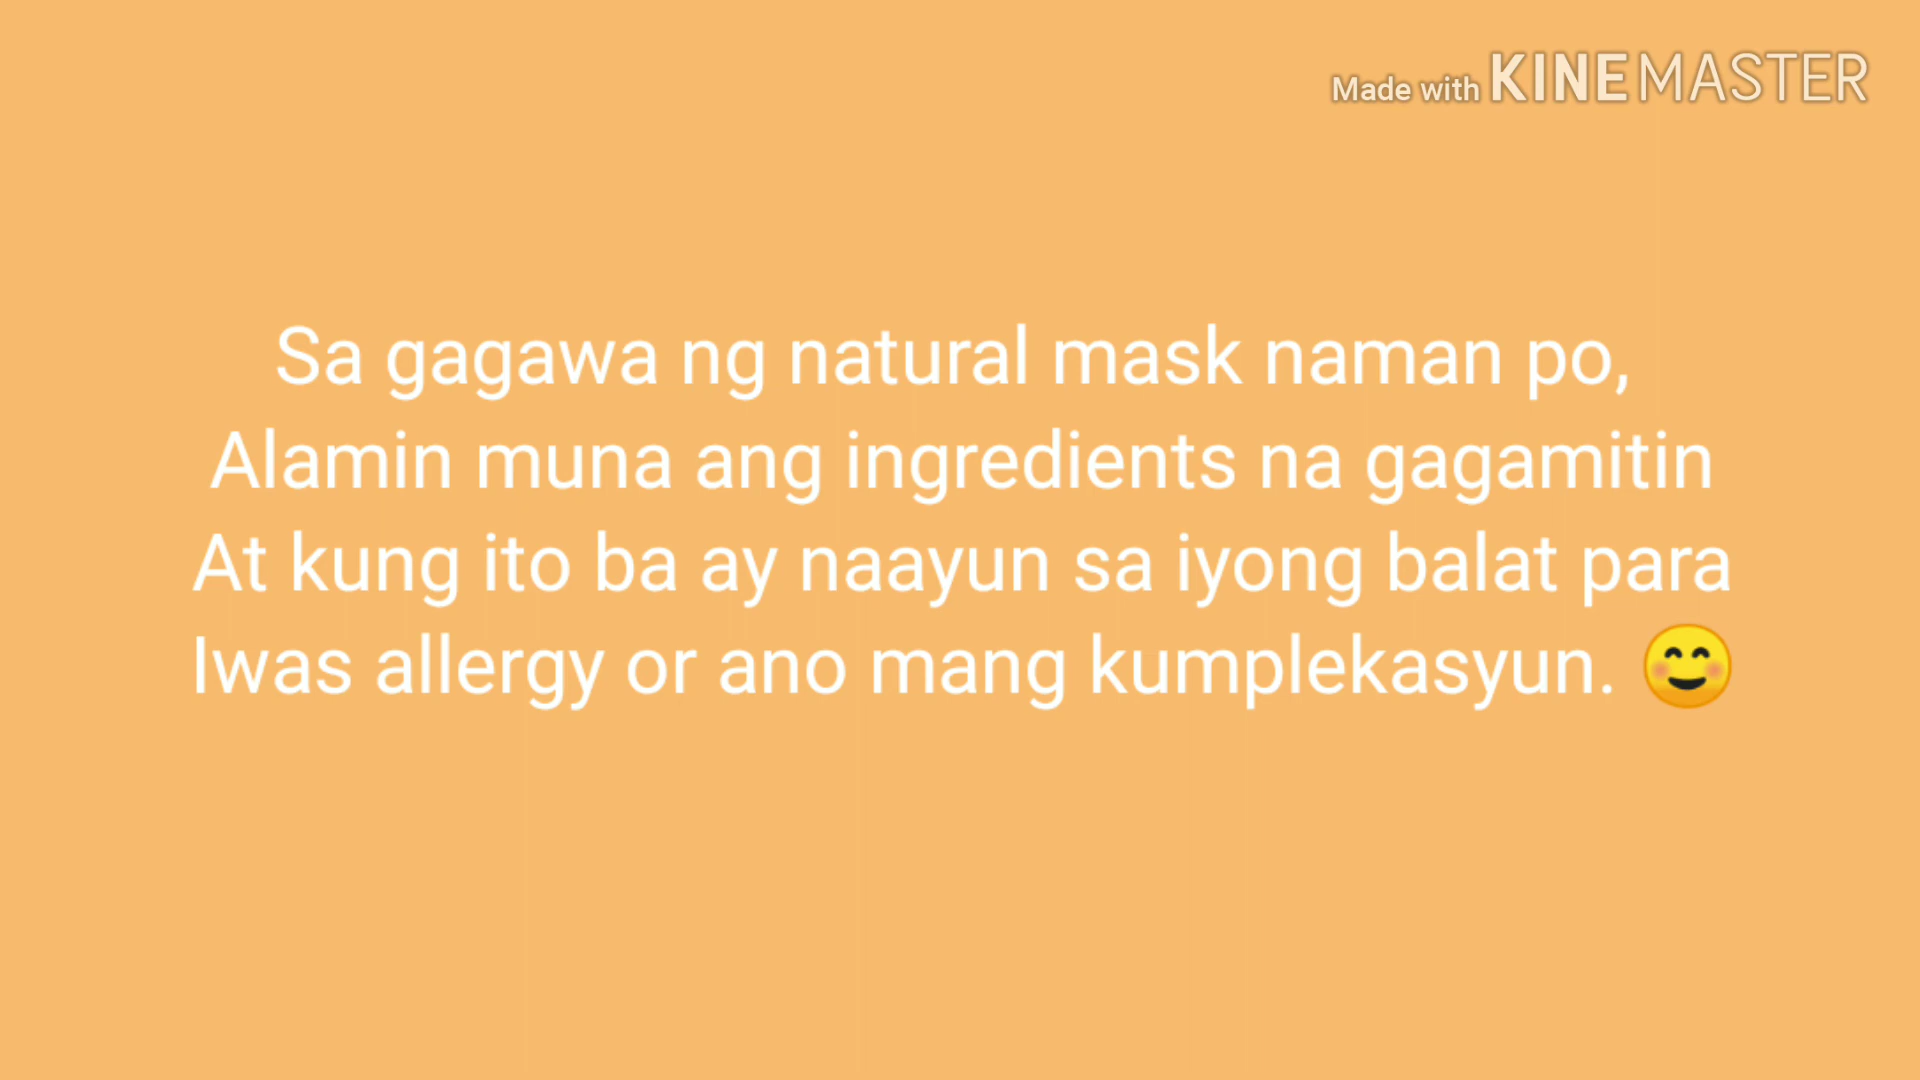 Made with KINEMASTER
Sa gagawa ng natural mask naman po,
Alamin muna ang ingredients na gagamitin
At kung ito ba ay naayun sa iyong balat para
Iwas allergy or ano mang kumplekasyun. 😊